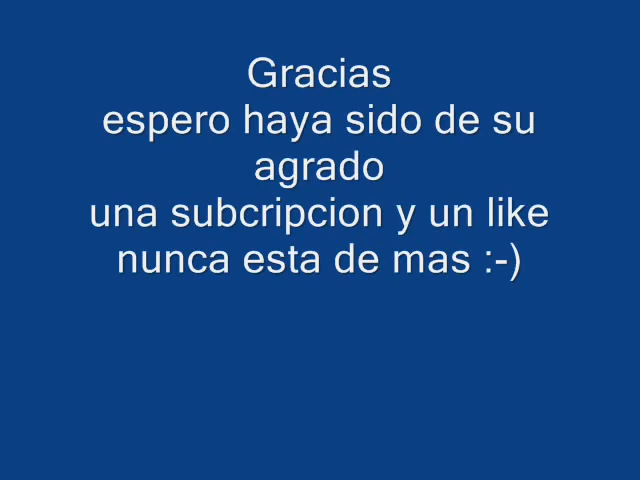 Gracias
espero haya sido de su
agrado
una subcripcion y un like
nunca esta de mas :-)